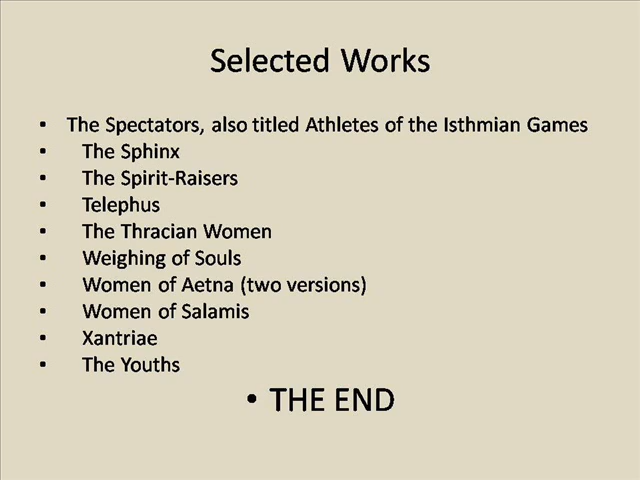 Selected Works
• The Spectators, also titled Athletes of the Isthmian Games
• The Sphinx
• The Spirit-Raisers
• Telephus
• The Thracian Women
• Weighing of Souls
• Women of Aetna (two versions)
• Women of Salamis
• Xantriae
• The Youths
• THE END